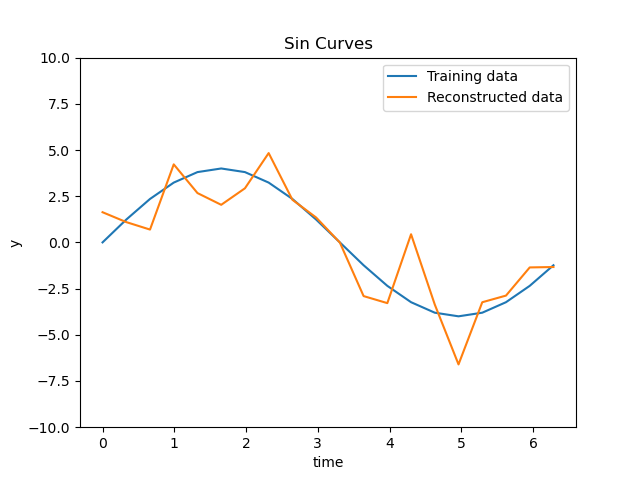 Sin Curves
Training data
Reconstructed data
10.0
7.5
5.0
2.5
0.0
−2.5
−5.0
−7.5
−10.0
y
0 1 2 3 4 5 6
time